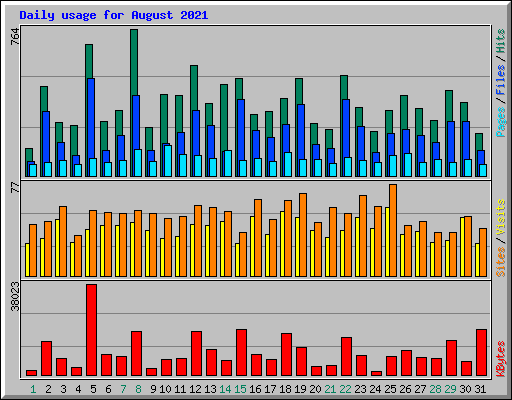 Daily usage for August 2021
764
Pages / Files / Hits
77
Sites / Visits
38023
KBytes
1 2 3 4 5 6 7 8 9 10 11 12 13 14 15 16 17 18 19 20 21 22 23 24 25 26 27 28 29 30 31